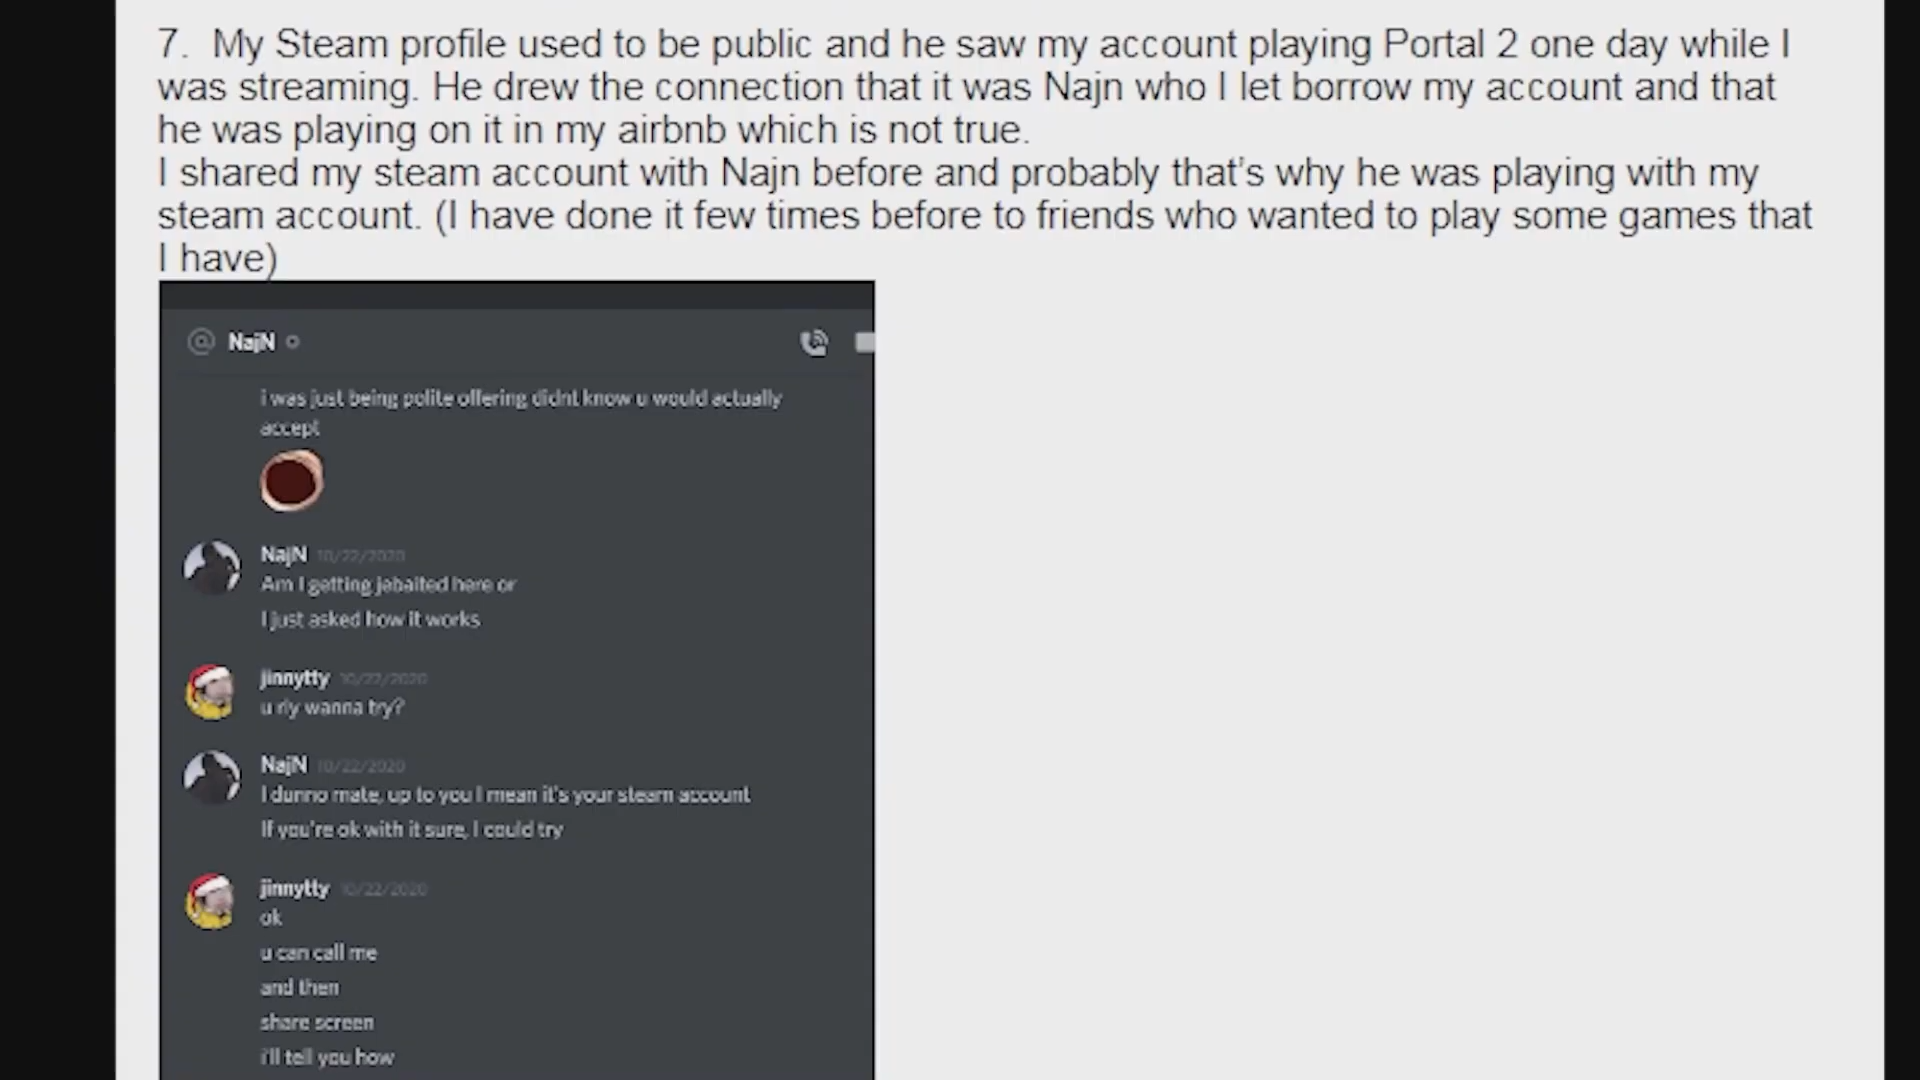 7. My Steam profile used to be public and he saw my account playing Portal 2 one day while I
was streaming. He drew the connection that it was Najn who I let borrow my account and that
he was playing on it in my airbnb which is not true.
I shared my steam account with Najn before and probably that's why he was playing with my
steam account. (I have done it few times before to friends who wanted to play some games that
I have)
@ NajN
i was just being polite offering didnt know u would actually
accept
NajN 10/22/2020
Am I getting jebaited here or
I just asked how it works
jinnytty 10/22/2020
u rly wanna try?
NajN 10/22/2020
I dunno mate, up to you I mean it's your steam account
If you're ok with it sure, I could try
jinnytty 10/22/2020
ok
u can call me
and then
share screen
i'll tell you how